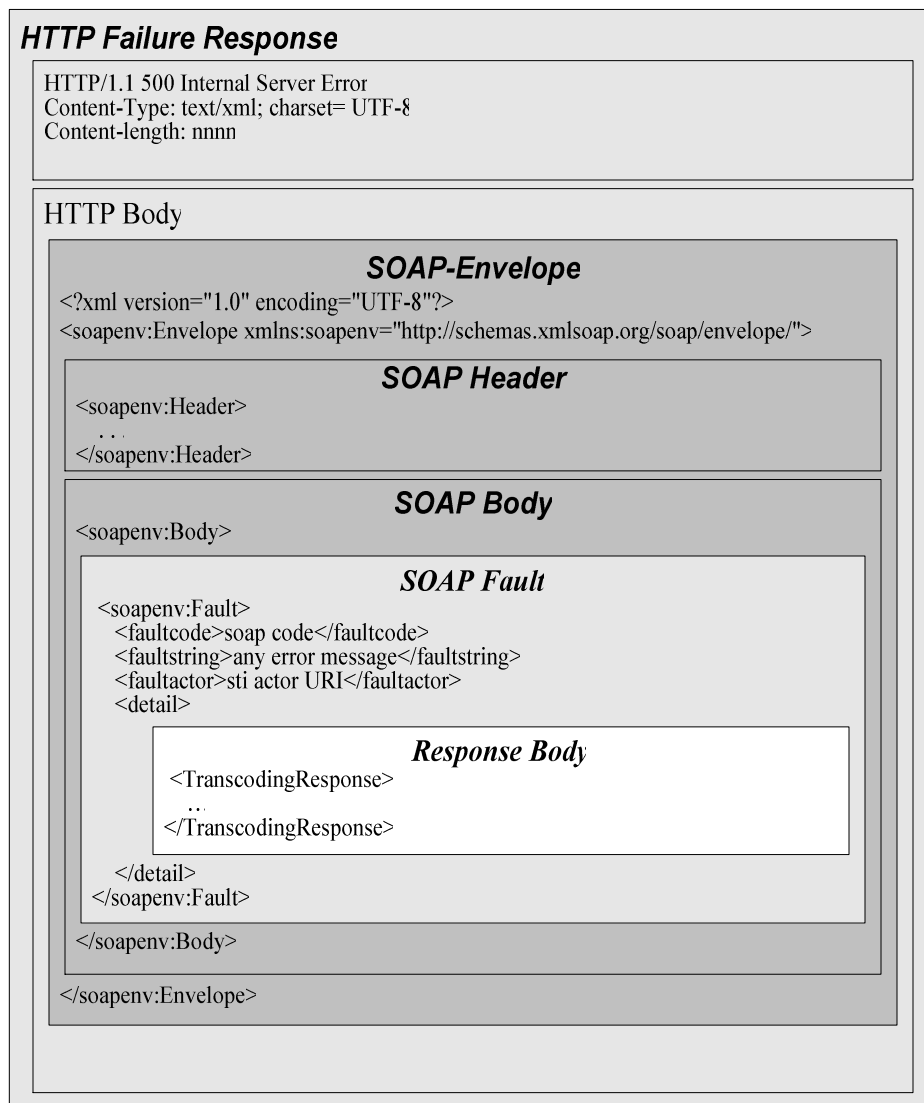 HTTP Failure Response
HTTP/1.1 500 Internal Server Error
Content-Type: text/xml; charset= UTF-8
Content-length: nnnn
HTTP Body
SOAP-Envelope
<?xml version="1.0" encoding="UTF-8"?>
<soapenv:Envelope xmlns:soapenv="http://schemas.xmlsoap.org/soap/envelope/">
SOAP Header
<soapenv:Header>
...
</soapenv:Header>
SOAP Body
<soapenv:Body>
SOAP Fault
<soapenv:Fault>
<faultcode>soap code</faultcode>
<faultstring>any error message</faultstring>
<faultactor>sti actor URI</faultactor>
<detail>
Response Body
<TranscodingResponse>
...
</TranscodingResponse>
</detail>
</soapenv:Fault>
</soapenv:Body>
</soapenv:Envelope>